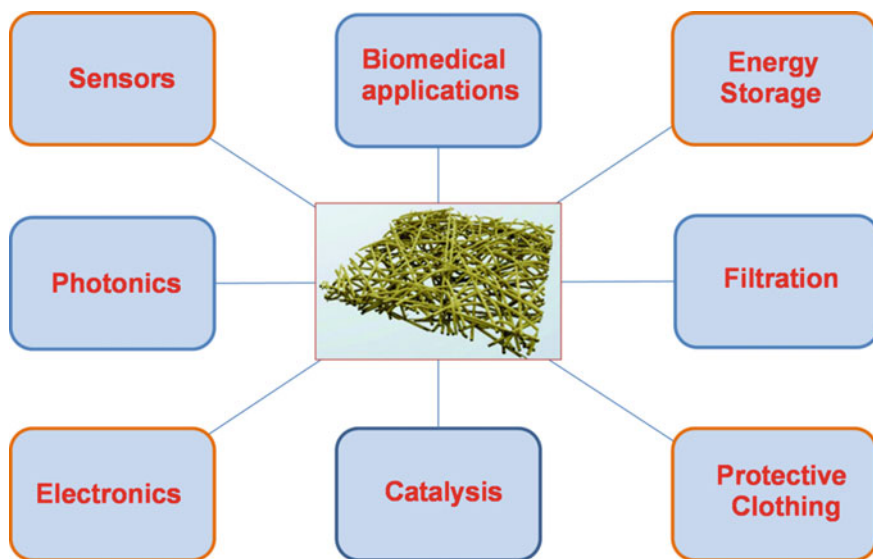 Sensors
Biomedical
applications
Energy
Storage
Photonics
Filtration
Electronics
Catalysis
Protective
Clothing